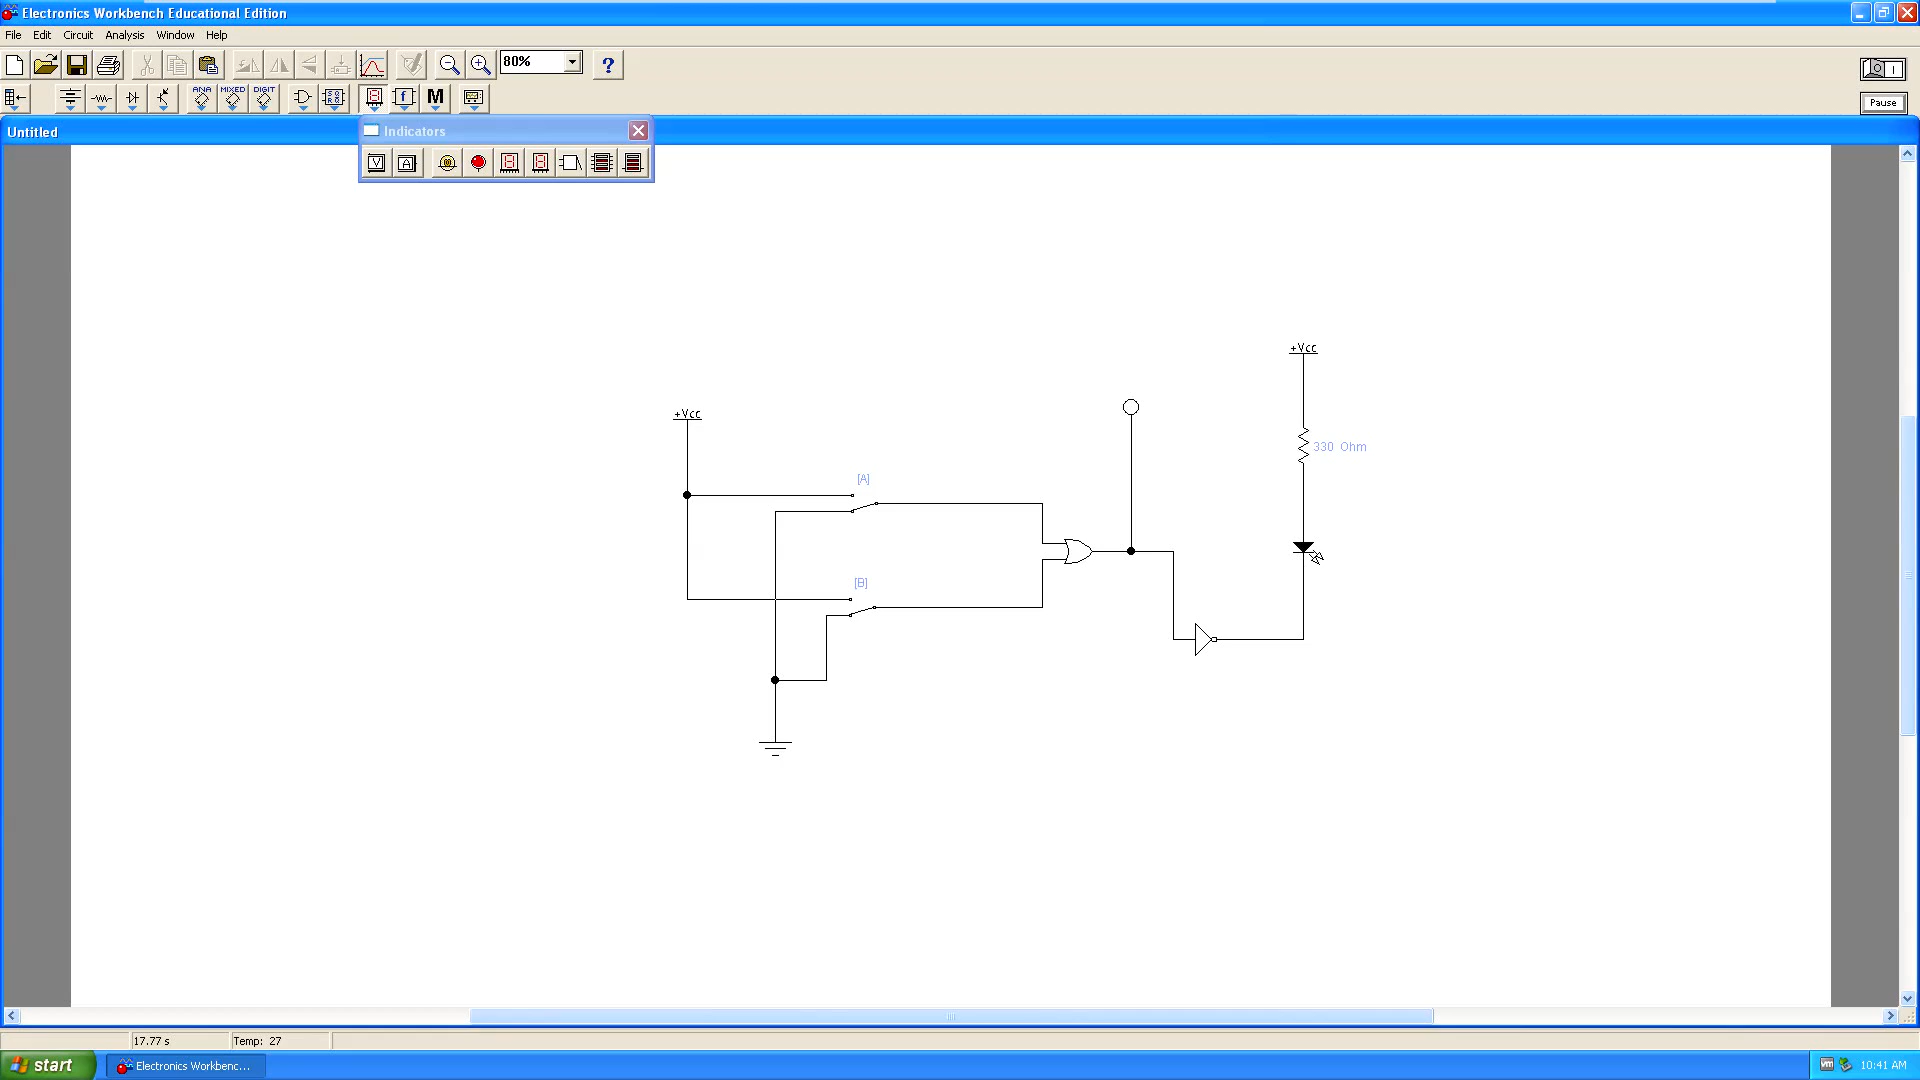 Electronics Workbench Educational Edition
File Edit Circuit Analysis Window Help
80%
?
ANA MIXED DIGIT
f M
Pause
Untitled
Indicators
V A
+Vcc
+Vcc
330 Ohm
[A]
[B]
17.77 s Temp: 27
start Electronics Workbenc... 10:41 AM